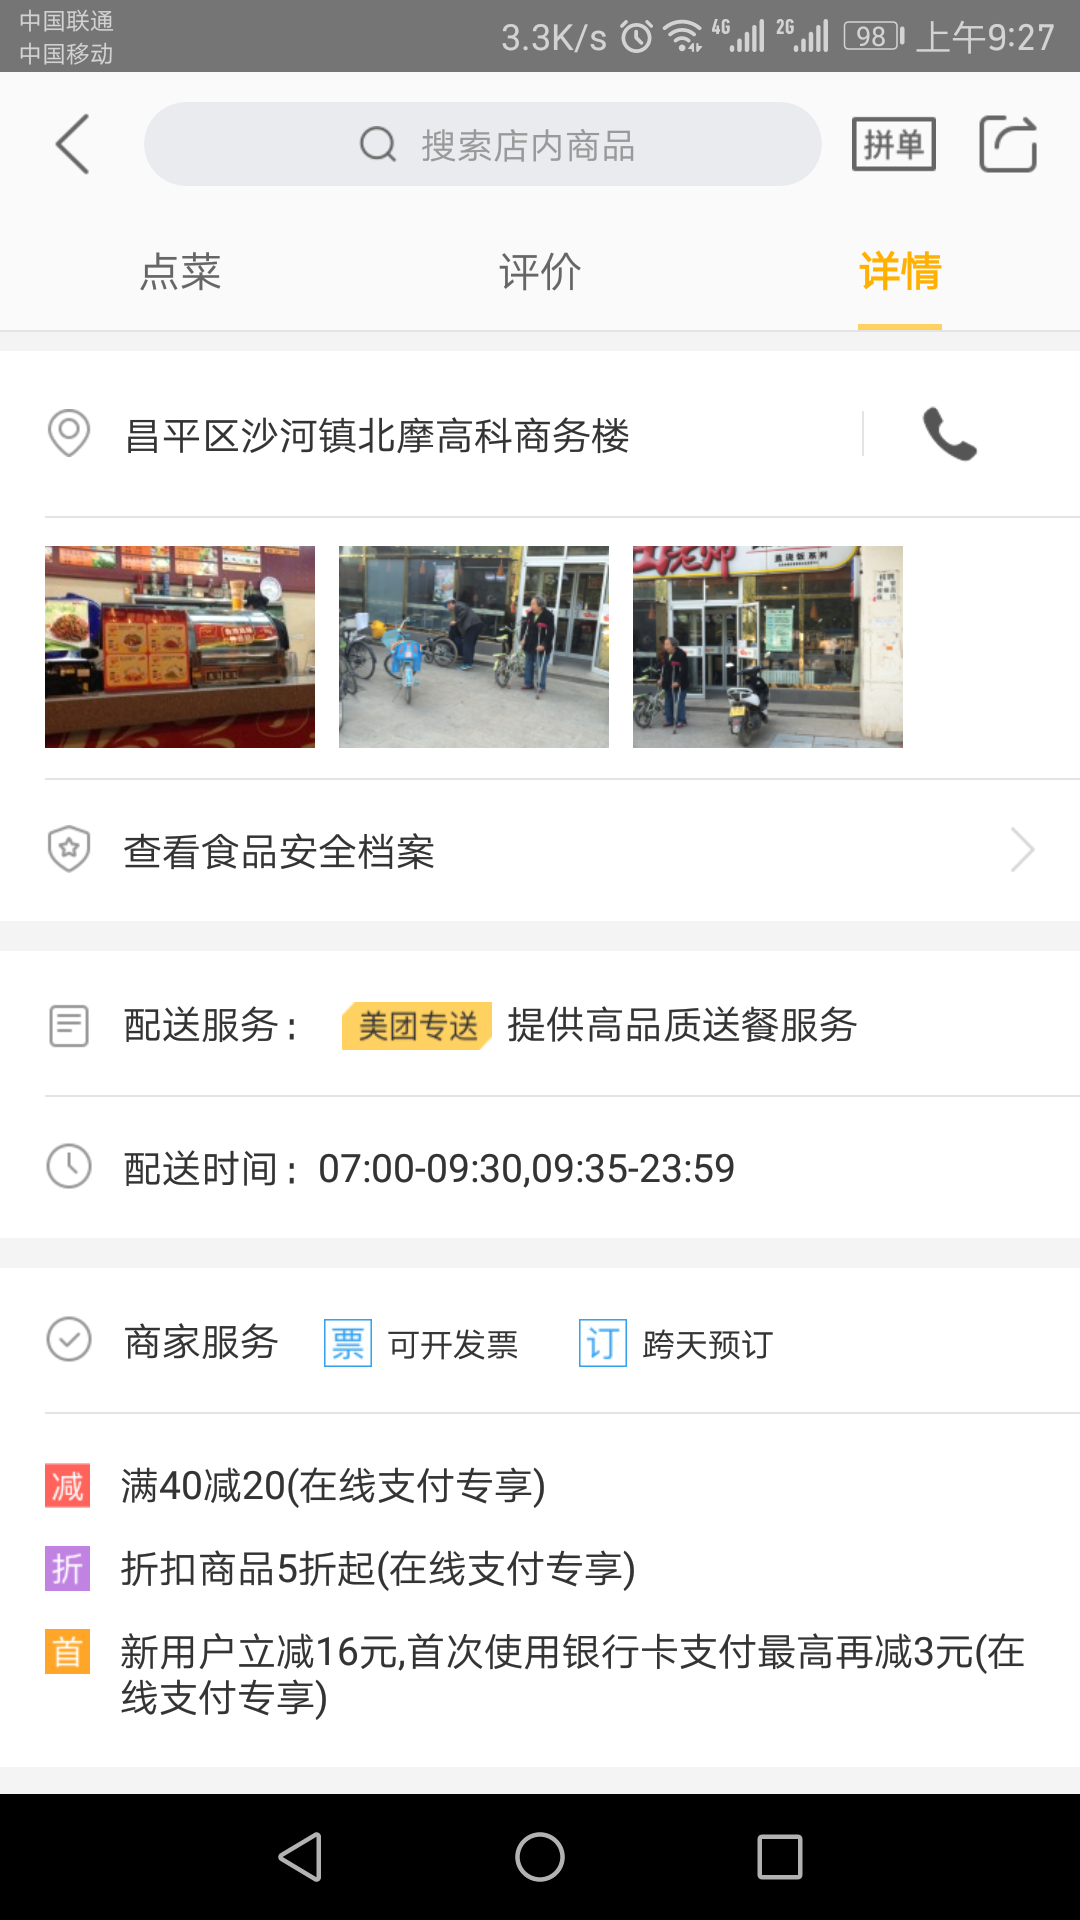 中国联通
中国移动
3.3K/s 4G 2G 98 上午9:27
搜索店内商品
拼单
点菜 评价 详情
昌平区沙河镇北摩高科商务楼
查看食品安全档案
配送服务: 美团专送 提供高品质送餐服务
配送时间: 07:00-09:30,09:35-23:59
商家服务 票 可开发票 订 跨天预订
减 满40减20(在线支付专享)
折 折扣商品5折起(在线支付专享)
首 新用户立减16元,首次使用银行卡支付最高再减3元(在
线支付专享)